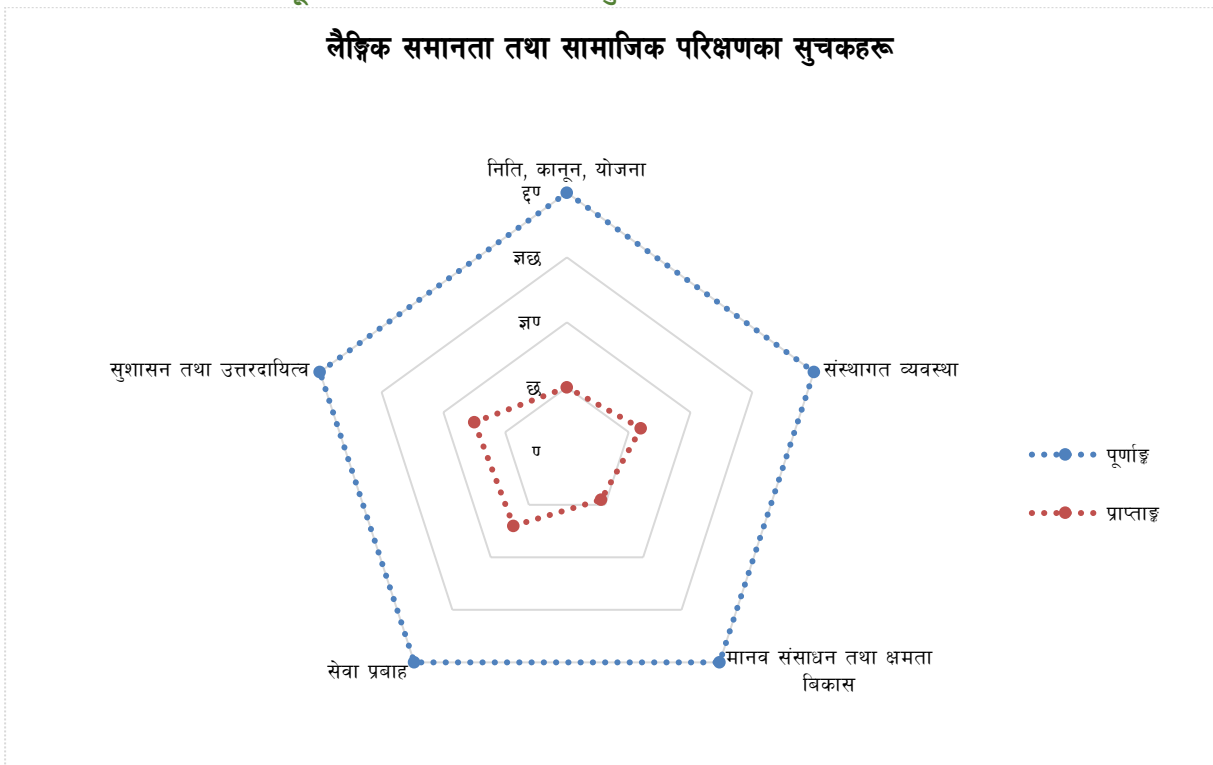 लैङ्गिक समानता तथा सामाजिक परिक्षणका सुचकहरू
निति, कानून, योजना
द्दण
ज्ञछ
ज्ञण
छ
ण
सुशासन तथा उत्तरदायित्व
संस्थागत व्यवस्था
पूर्णाङ्क
प्राप्ताङ्क
सेवा प्रबाह
मानव संसाधन तथा क्षमता
बिकास